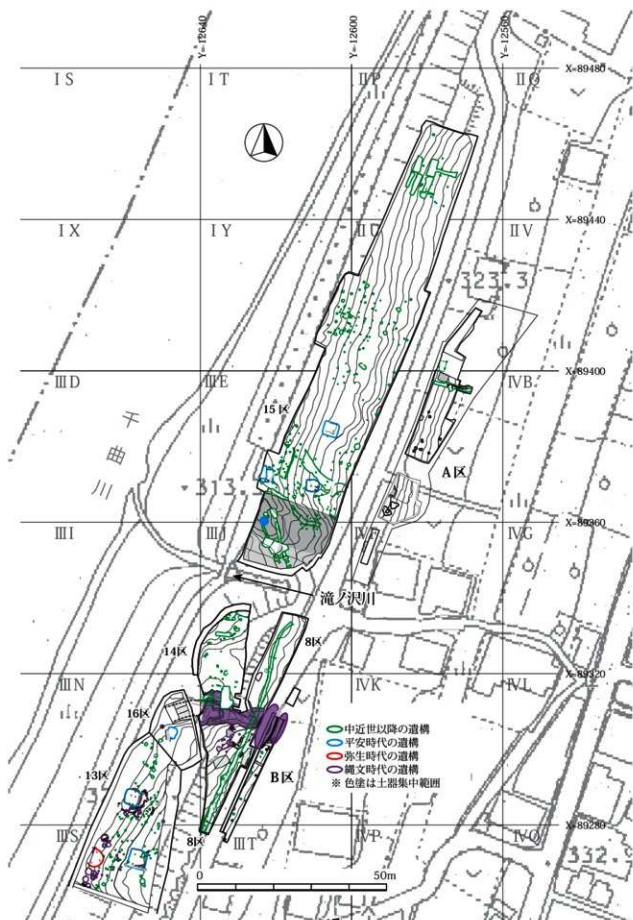 Y=-12640
Y=-12600
Y=-12560
X=89480
ⅠS
ⅠT
ⅡP
ⅡQ
X=89440
ⅠX
ⅠY
ⅡU
ⅡV
323.3
X=89400
ⅢD
ⅢE
ⅣB
15区
千曲川
A区
313.
X=89360
ⅢI
ⅢJ
ⅣF
ⅣG
滝ノ沢川
14区
8区
X=89320
ⅢN
ⅣK
ⅣL
16区
中近世以降の遺構
平安時代の遺構
弥生時代の遺構
縄文時代の遺構
※ 色塗は土器集中範囲
13区
B区
X=89280
ⅢS
8区
ⅢT
ⅣP
ⅣQ
332.
0
50m